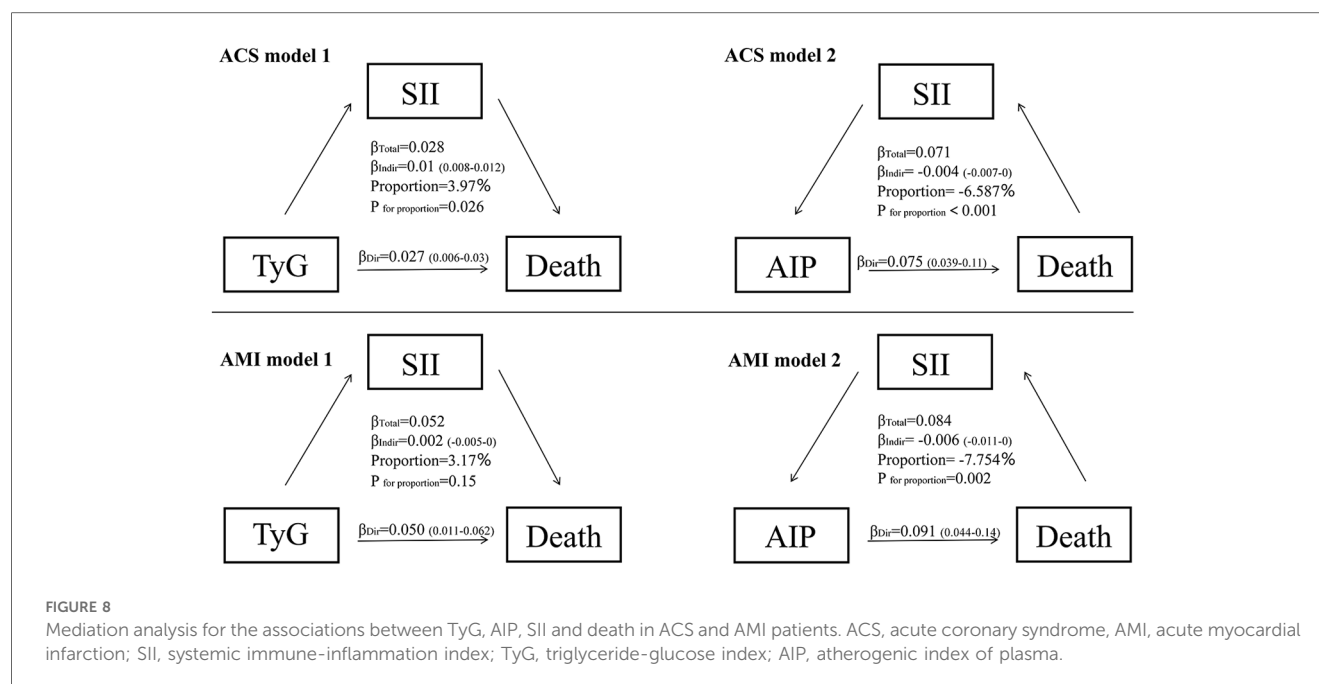 ACS model 1
SII
βTotal=0.028
βIndir=0.01 (0.008-0.012)
Proportion=3.97%
P for proportion=0.026
TyG
βDir=0.027 (0.006-0.03)
Death
ACS model 2
SII
βTotal=0.071
βIndir= -0.004 (-0.007-0)
Proportion= -6.587%
P for proportion < 0.001
AIP
βDir=0.075 (0.039-0.11)
Death
AMI model 1
SII
βTotal=0.052
βIndir=0.002 (-0.005-0)
Proportion=3.17%
P for proportion=0.15
TyG
βDir=0.050 (0.011-0.062)
Death
AMI model 2
SII
βTotal=0.084
βIndir= -0.006 (-0.011-0)
Proportion= -7.754%
P for proportion=0.002
AIP
βDir=0.091 (0.044-0.14)
Death
FIGURE 8
Mediation analysis for the associations between TyG, AIP, SII and death in ACS and AMI patients. ACS, acute coronary syndrome, AMI, acute myocardial
infarction; SII, systemic immune-inflammation index; TyG, triglyceride-glucose index; AIP, atherogenic index of plasma.